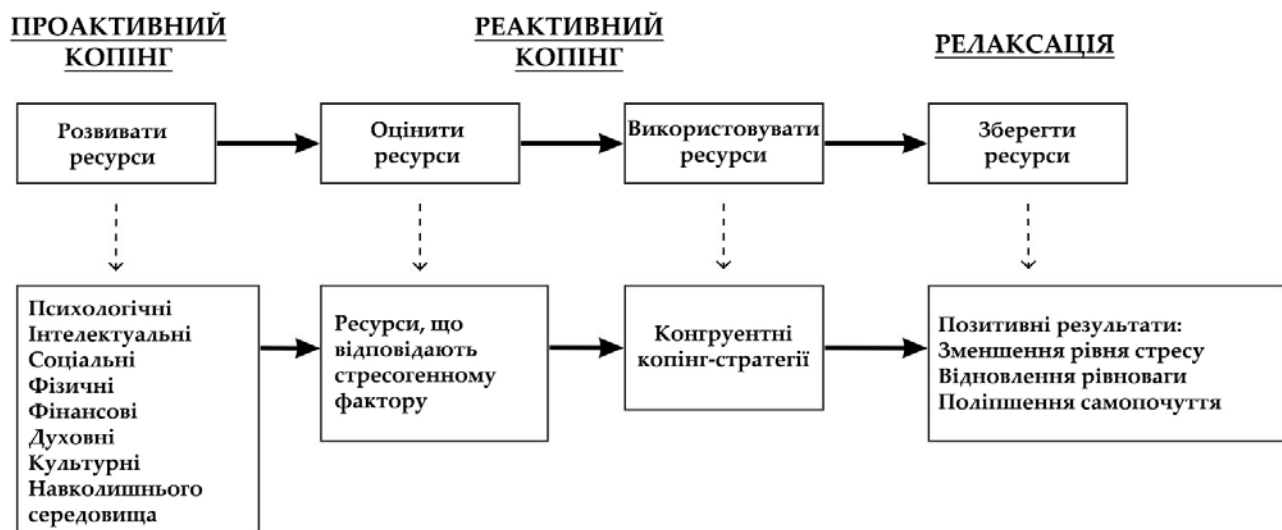 ПРОАКТИВНИЙ
КОПІНГ
РЕАКТИВНИЙ
КОПІНГ
РЕЛАКСАЦІЯ
Розвивати
ресурси
Оцінити
ресурси
Використовувати
ресурси
Зберегти
ресурси
Психологічні
Інтелектуальні
Соціальні
Фізичні
Фінансові
Духовні
Культурні
Навколишнього
середовища
Ресурси, що
відповідають
стресогенному
фактору
Конгруентні
копінг-стратегії
Позитивні результати:
Зменшення рівня стресу
Відновлення рівноваги
Поліпшення самопочуття